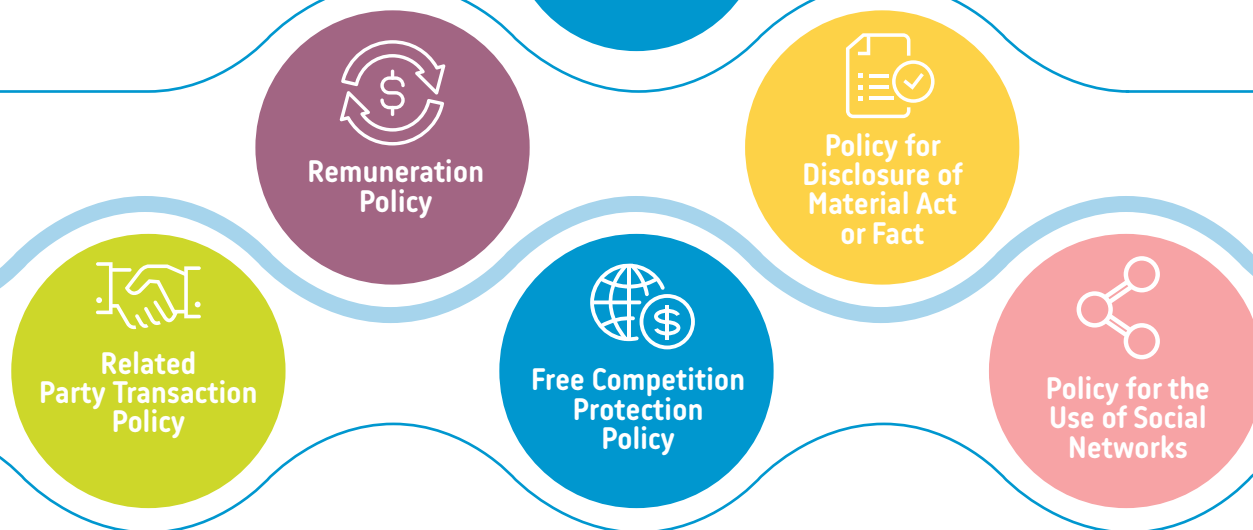 Remuneration
Policy
Policy for
Disclosure of
Material Act
or Fact
Related
Party Transaction
Policy
Free Competition
Protection
Policy
Policy for the
Use of Social
Networks